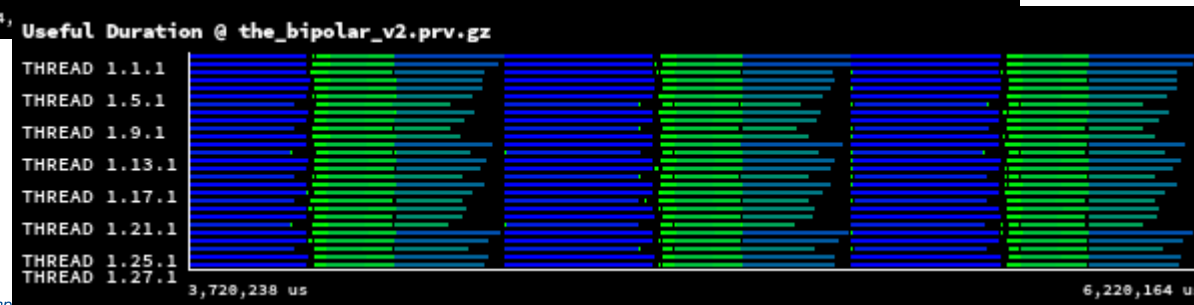 4,
Useful Duration @ the_bipolar_v2.prv.gz
THREAD 1.1.1
THREAD 1.5.1
THREAD 1.9.1
THREAD 1.13.1
THREAD 1.17.1
THREAD 1.21.1
THREAD 1.25.1
THREAD 1.27.1
3,720,238 us
6,220,164 u